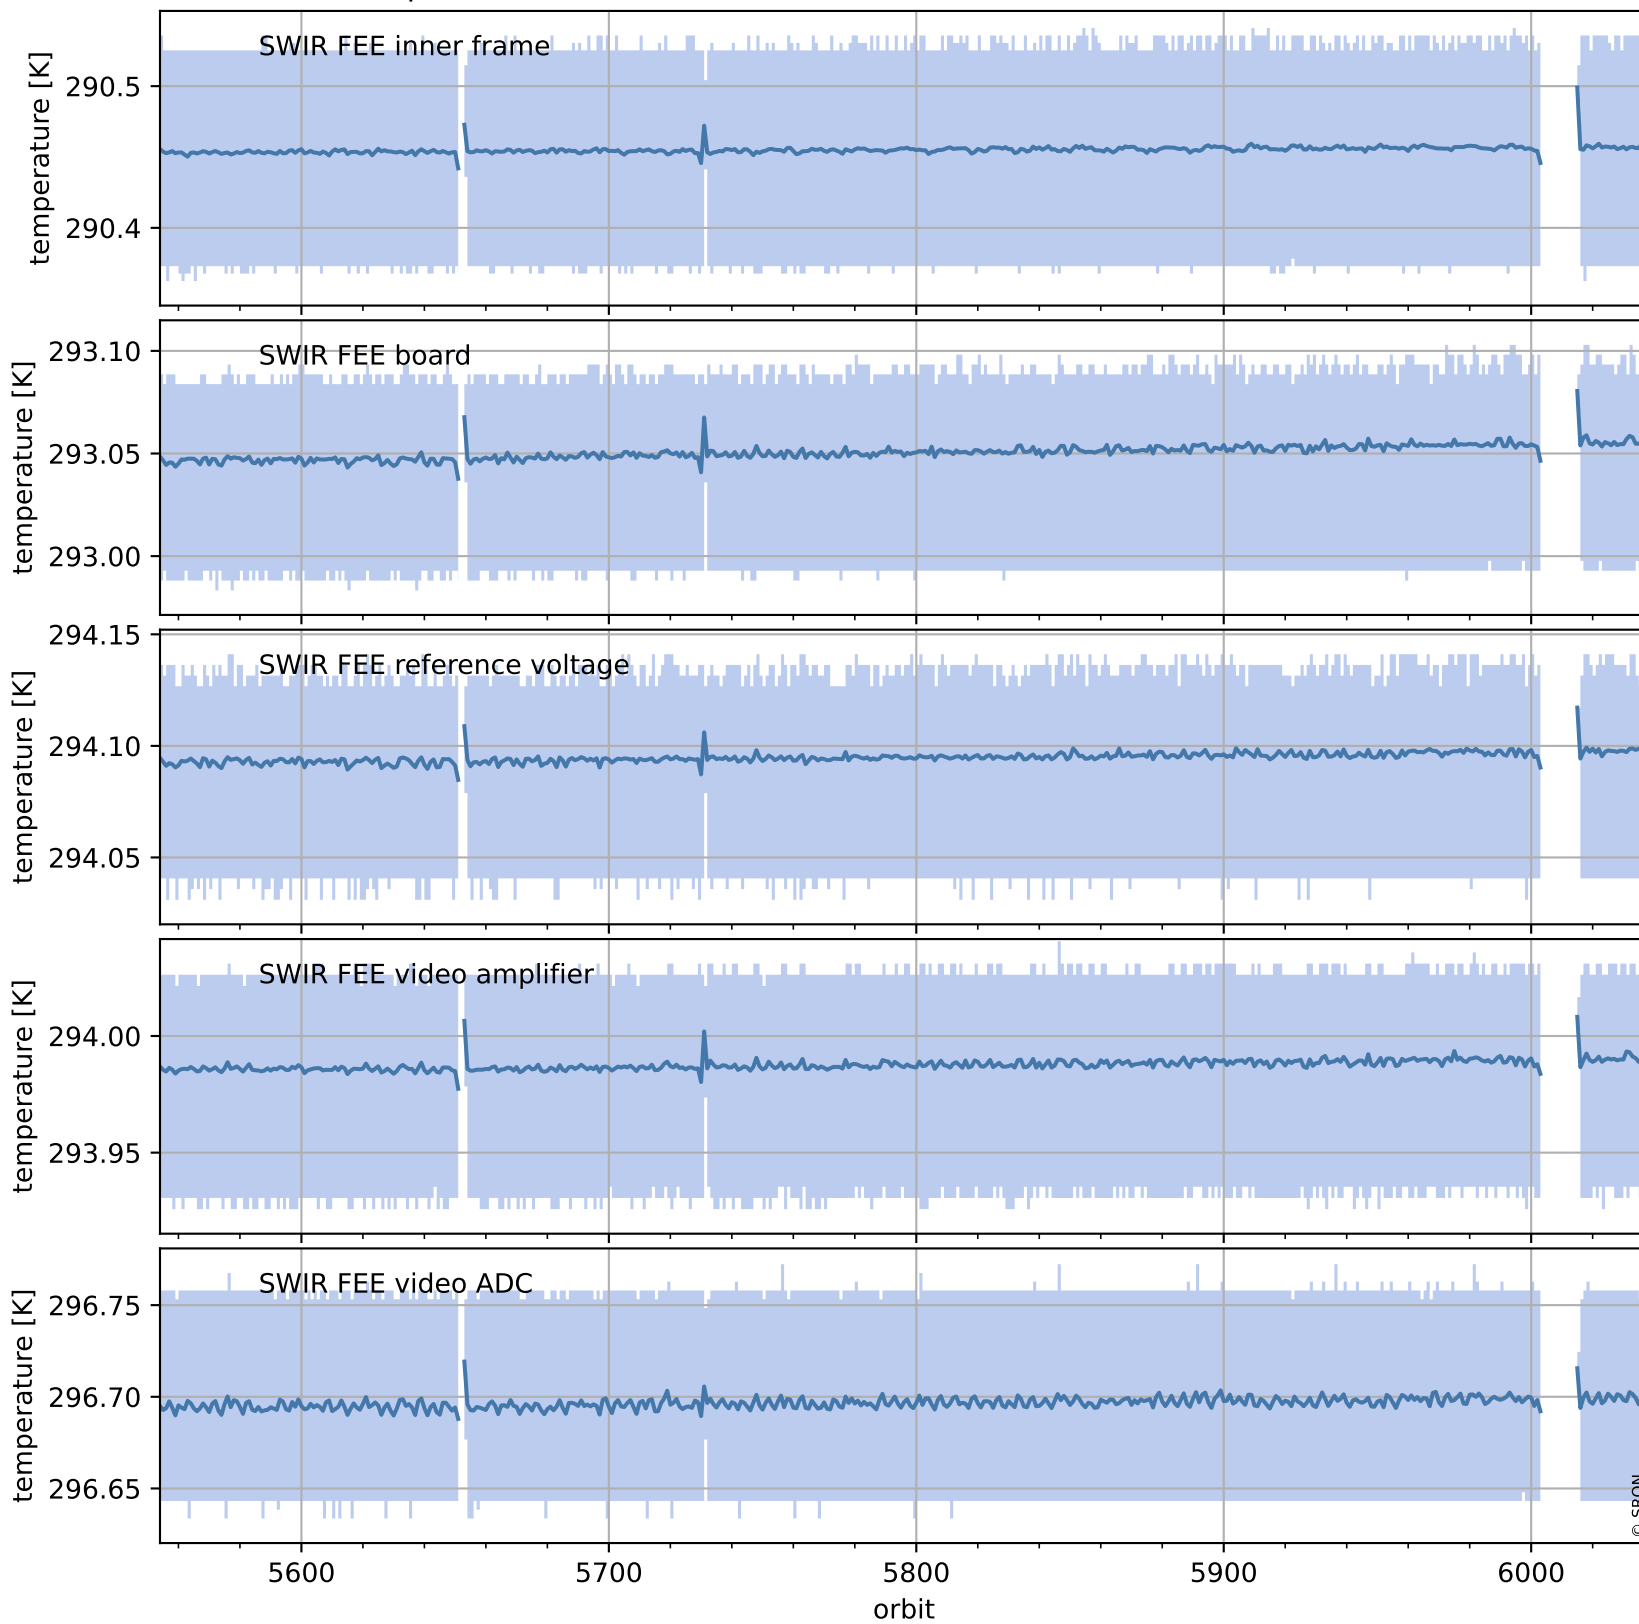 SWIR FEE inner frame
temperature [K]
290.5
290.4
SWIR FEE board
temperature [K]
293.10
293.05
293.00
SWIR FEE reference voltage
temperature [K]
294.15
294.10
294.05
SWIR FEE video amplifier
temperature [K]
294.00
293.95
SWIR FEE video ADC
temperature [K]
296.75
296.70
296.65
5600 5700 5800 5900 6000
orbit
© SRON